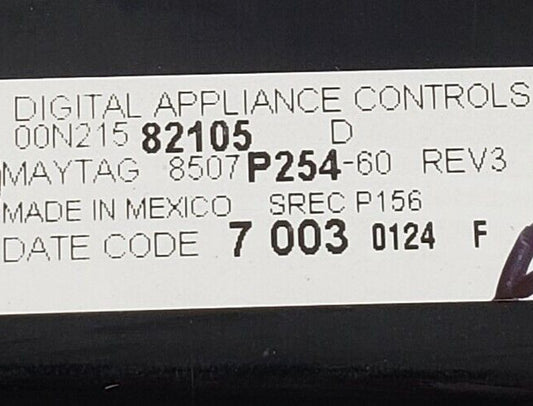 DIGITAL APPLIANCE CONTROLS
00N215 82105 D
MAYTAG 8507P254-60 REV3
MADE IN MEXICO SREC P156
DATE CODE 7 003 0124 F